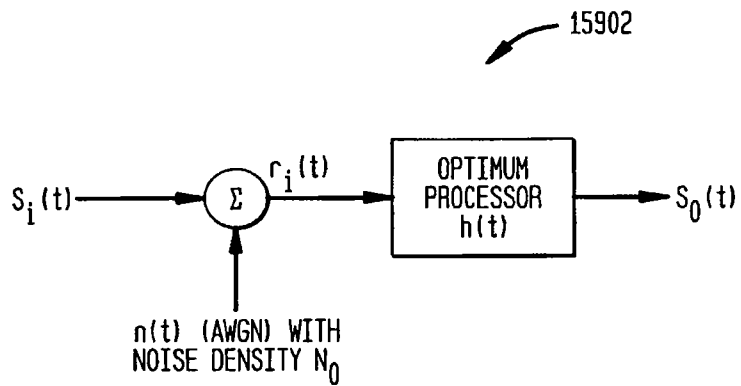 15902
S_i(t)
Σ
r_i(t)
OPTIMUM
PROCESSOR
h(t)
S_0(t)
n(t) (AWGN) WITH
NOISE DENSITY N_0